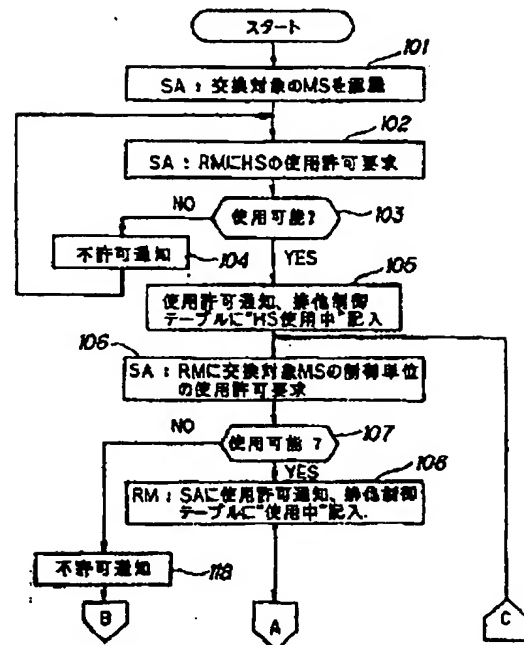 スタート
101
SA：交換対象のMSを認識
102
SA：RMにHSの使用許可要求
NO
使用可能？
103
不許可通知
104
YES
105
使用許可通知、排他制御
テーブルに"HS使用中"記入
106
SA：RMに交換対象MSの制御単位
の使用許可要求
NO
使用可能？
107
YES
108
RM：SAに使用許可通知、排他制御
テーブルに"使用中"記入.
不許可通知
118
B
A
C